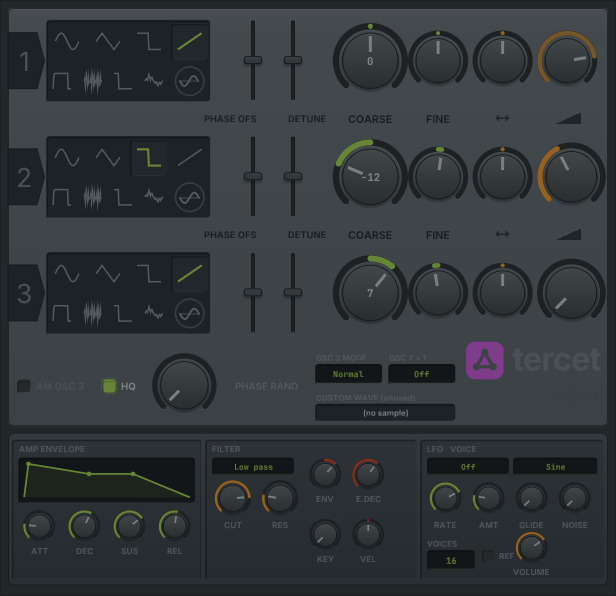 1
0
PHASE OFS DETUNE COARSE FINE ↔
2
-12
PHASE OFS DETUNE COARSE FINE ↔
3
7
AM OSC 3 HQ PHASE RAND
OSC 3 MODE
Normal Off
tercet
CUSTOM WAVE (unused)
(no sample)
AMP ENVELOPE FILTER LFO · VOICE
Low pass Off Sine
ATT DEC SUS REL
CUT RES ENV E.DEC
KEY VEL
RATE AMT GLIDE NOISE
VOICES
16 REF
VOLUME